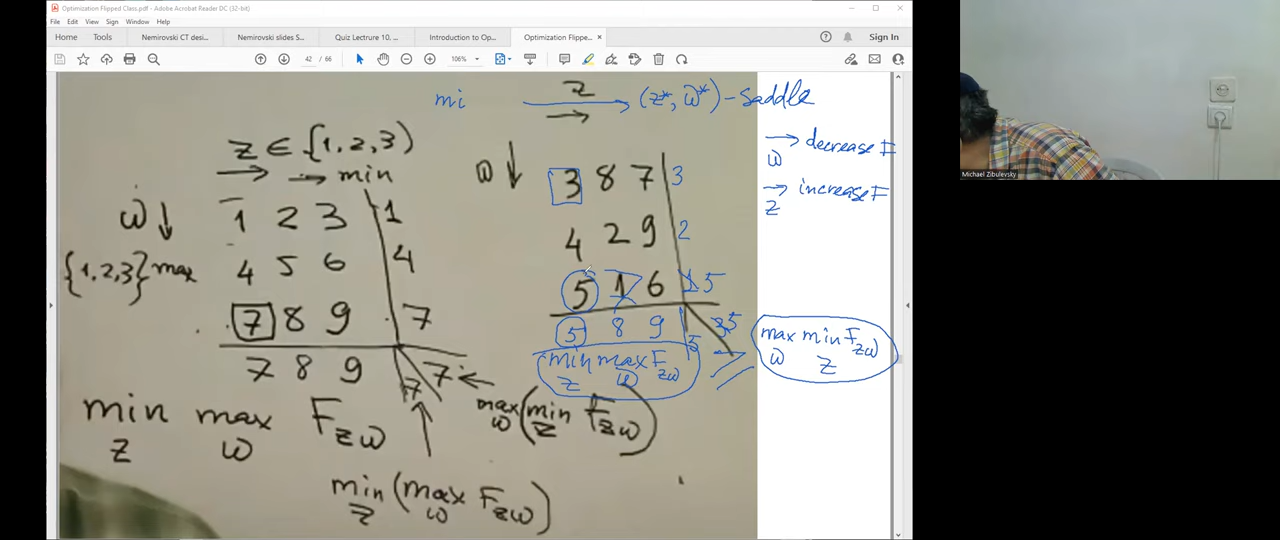 Optimization Flipped Class.pdf - Adobe Acrobat Reader DC (32-bit)
File Edit View Sign Window Help
Home Tools Nemirovski CT desi... Nemirovski slides S... Quiz Lecrture 10, ... Introduction to Op... Optimization Flippe... × Sign In
42 / 66 106%
mi z → (z*, w*) - Saddle
→
z ∈ {1, 2, 3}
→ → min
w ↓
{1,2,3} max
1 2 3 1
4 5 6 4
7 8 9 7
7 8 9 7 7
min max F zw
z w
max (min F zw)
w z
min (max F zw)
z w
w ↓
3 8 7 3
4 2 9 2
5 1 6 5
5 8 9 5 5
min max F zw ≥ max min F zw
z w w z
→ decrease F
w
→ increase F
z
Michael Zibulevsky